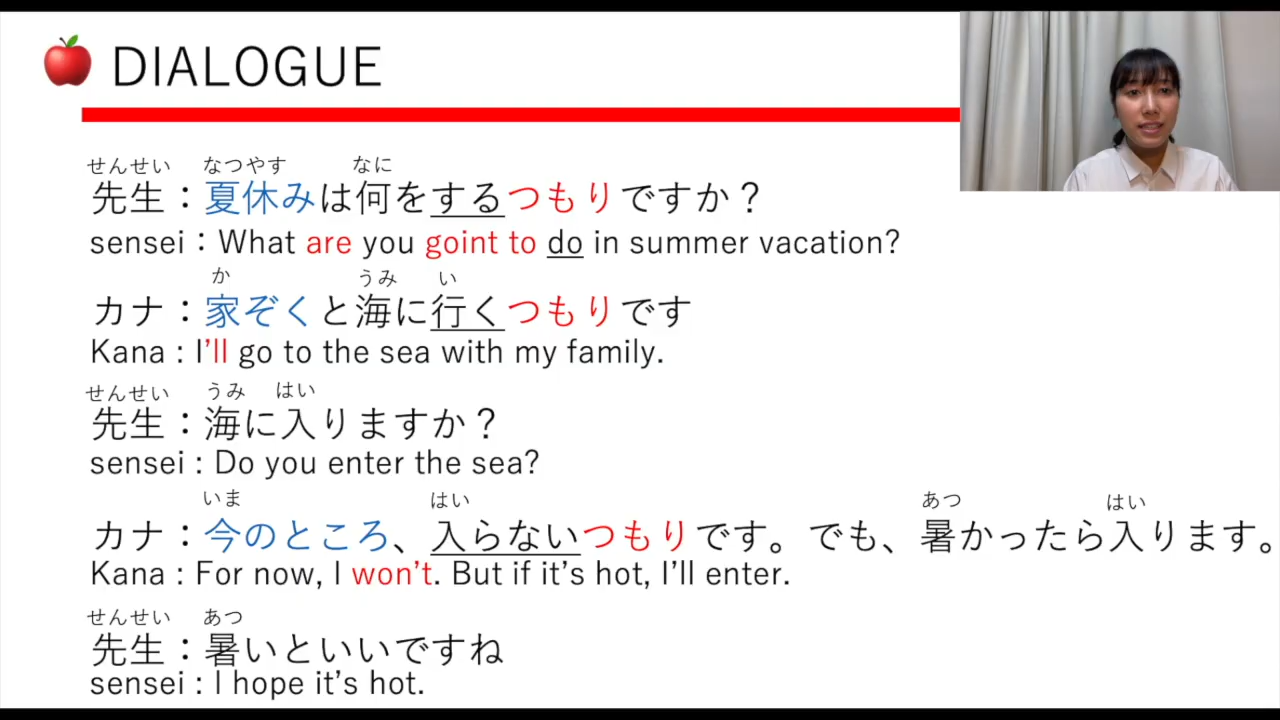 DIALOGUE
せんせい なつやす なに
先生：夏休みは何をするつもりですか？
sensei：What are you goint to do in summer vacation?
か うみ い
カナ：家ぞくと海に行くつもりです
Kana : I’ll go to the sea with my family.
せんせい うみ はい
先生：海に入りますか？
sensei : Do you enter the sea?
いま はい あつ はい
カナ：今のところ、入らないつもりです。でも、暑かったら入ります。
Kana : For now, I won’t. But if it’s hot, I’ll enter.
せんせい あつ
先生：暑いといいですね
sensei : I hope it’s hot.